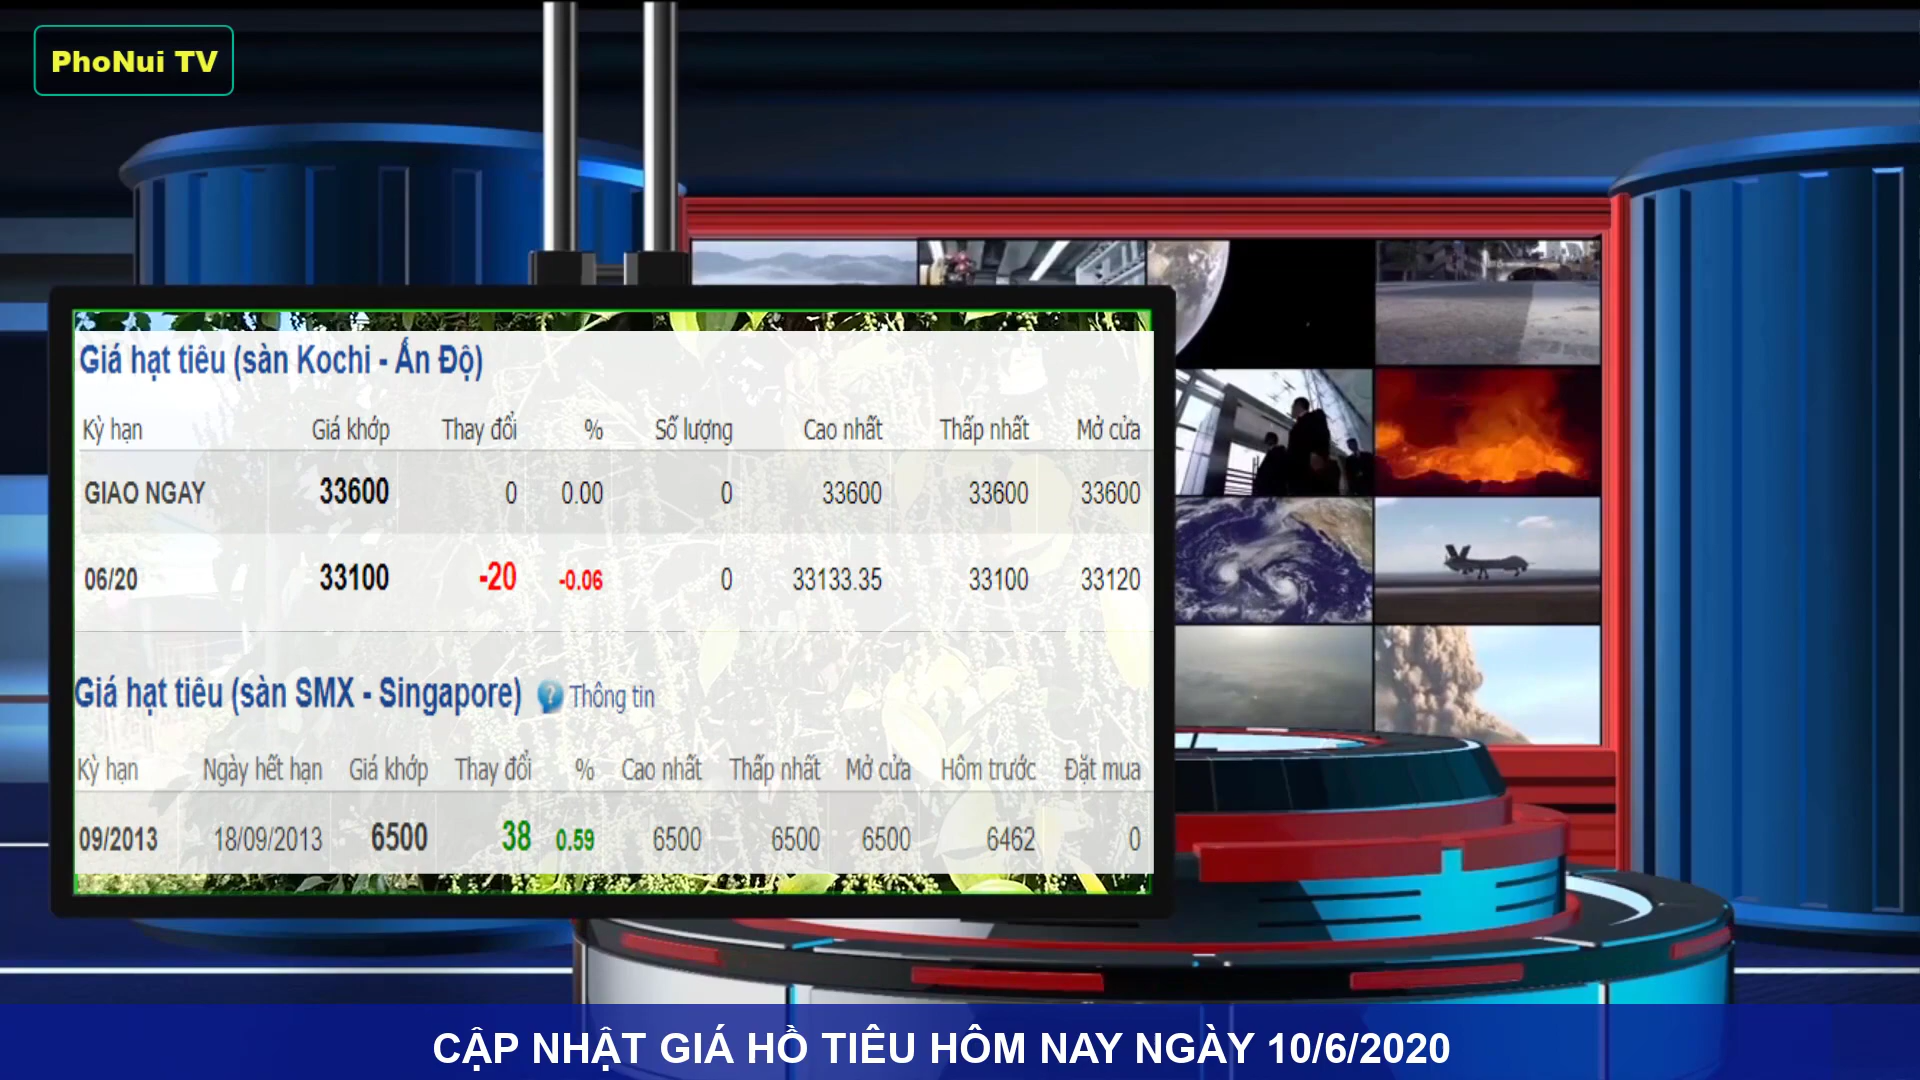 PhoNui TV
Giá hạt tiêu (sàn Kochi - Ấn Độ)
Kỳ hạn Giá khớp Thay đổi % Số lượng Cao nhất Thấp nhất Mở cửa
GIAO NGAY 33600 0 0.00 0 33600 33600 33600
06/20 33100 -20 -0.06 0 33133.35 33100 33120
Giá hạt tiêu (sàn SMX - Singapore) ? Thông tin
Kỳ hạn Ngày hết hạn Giá khớp Thay đổi % Cao nhất Thấp nhất Mở cửa Hôm trước Đặt mua
09/2013 18/09/2013 6500 38 0.59 6500 6500 6500 6462 0
CẬP NHẬT GIÁ HỒ TIÊU HÔM NAY NGÀY 10/6/2020